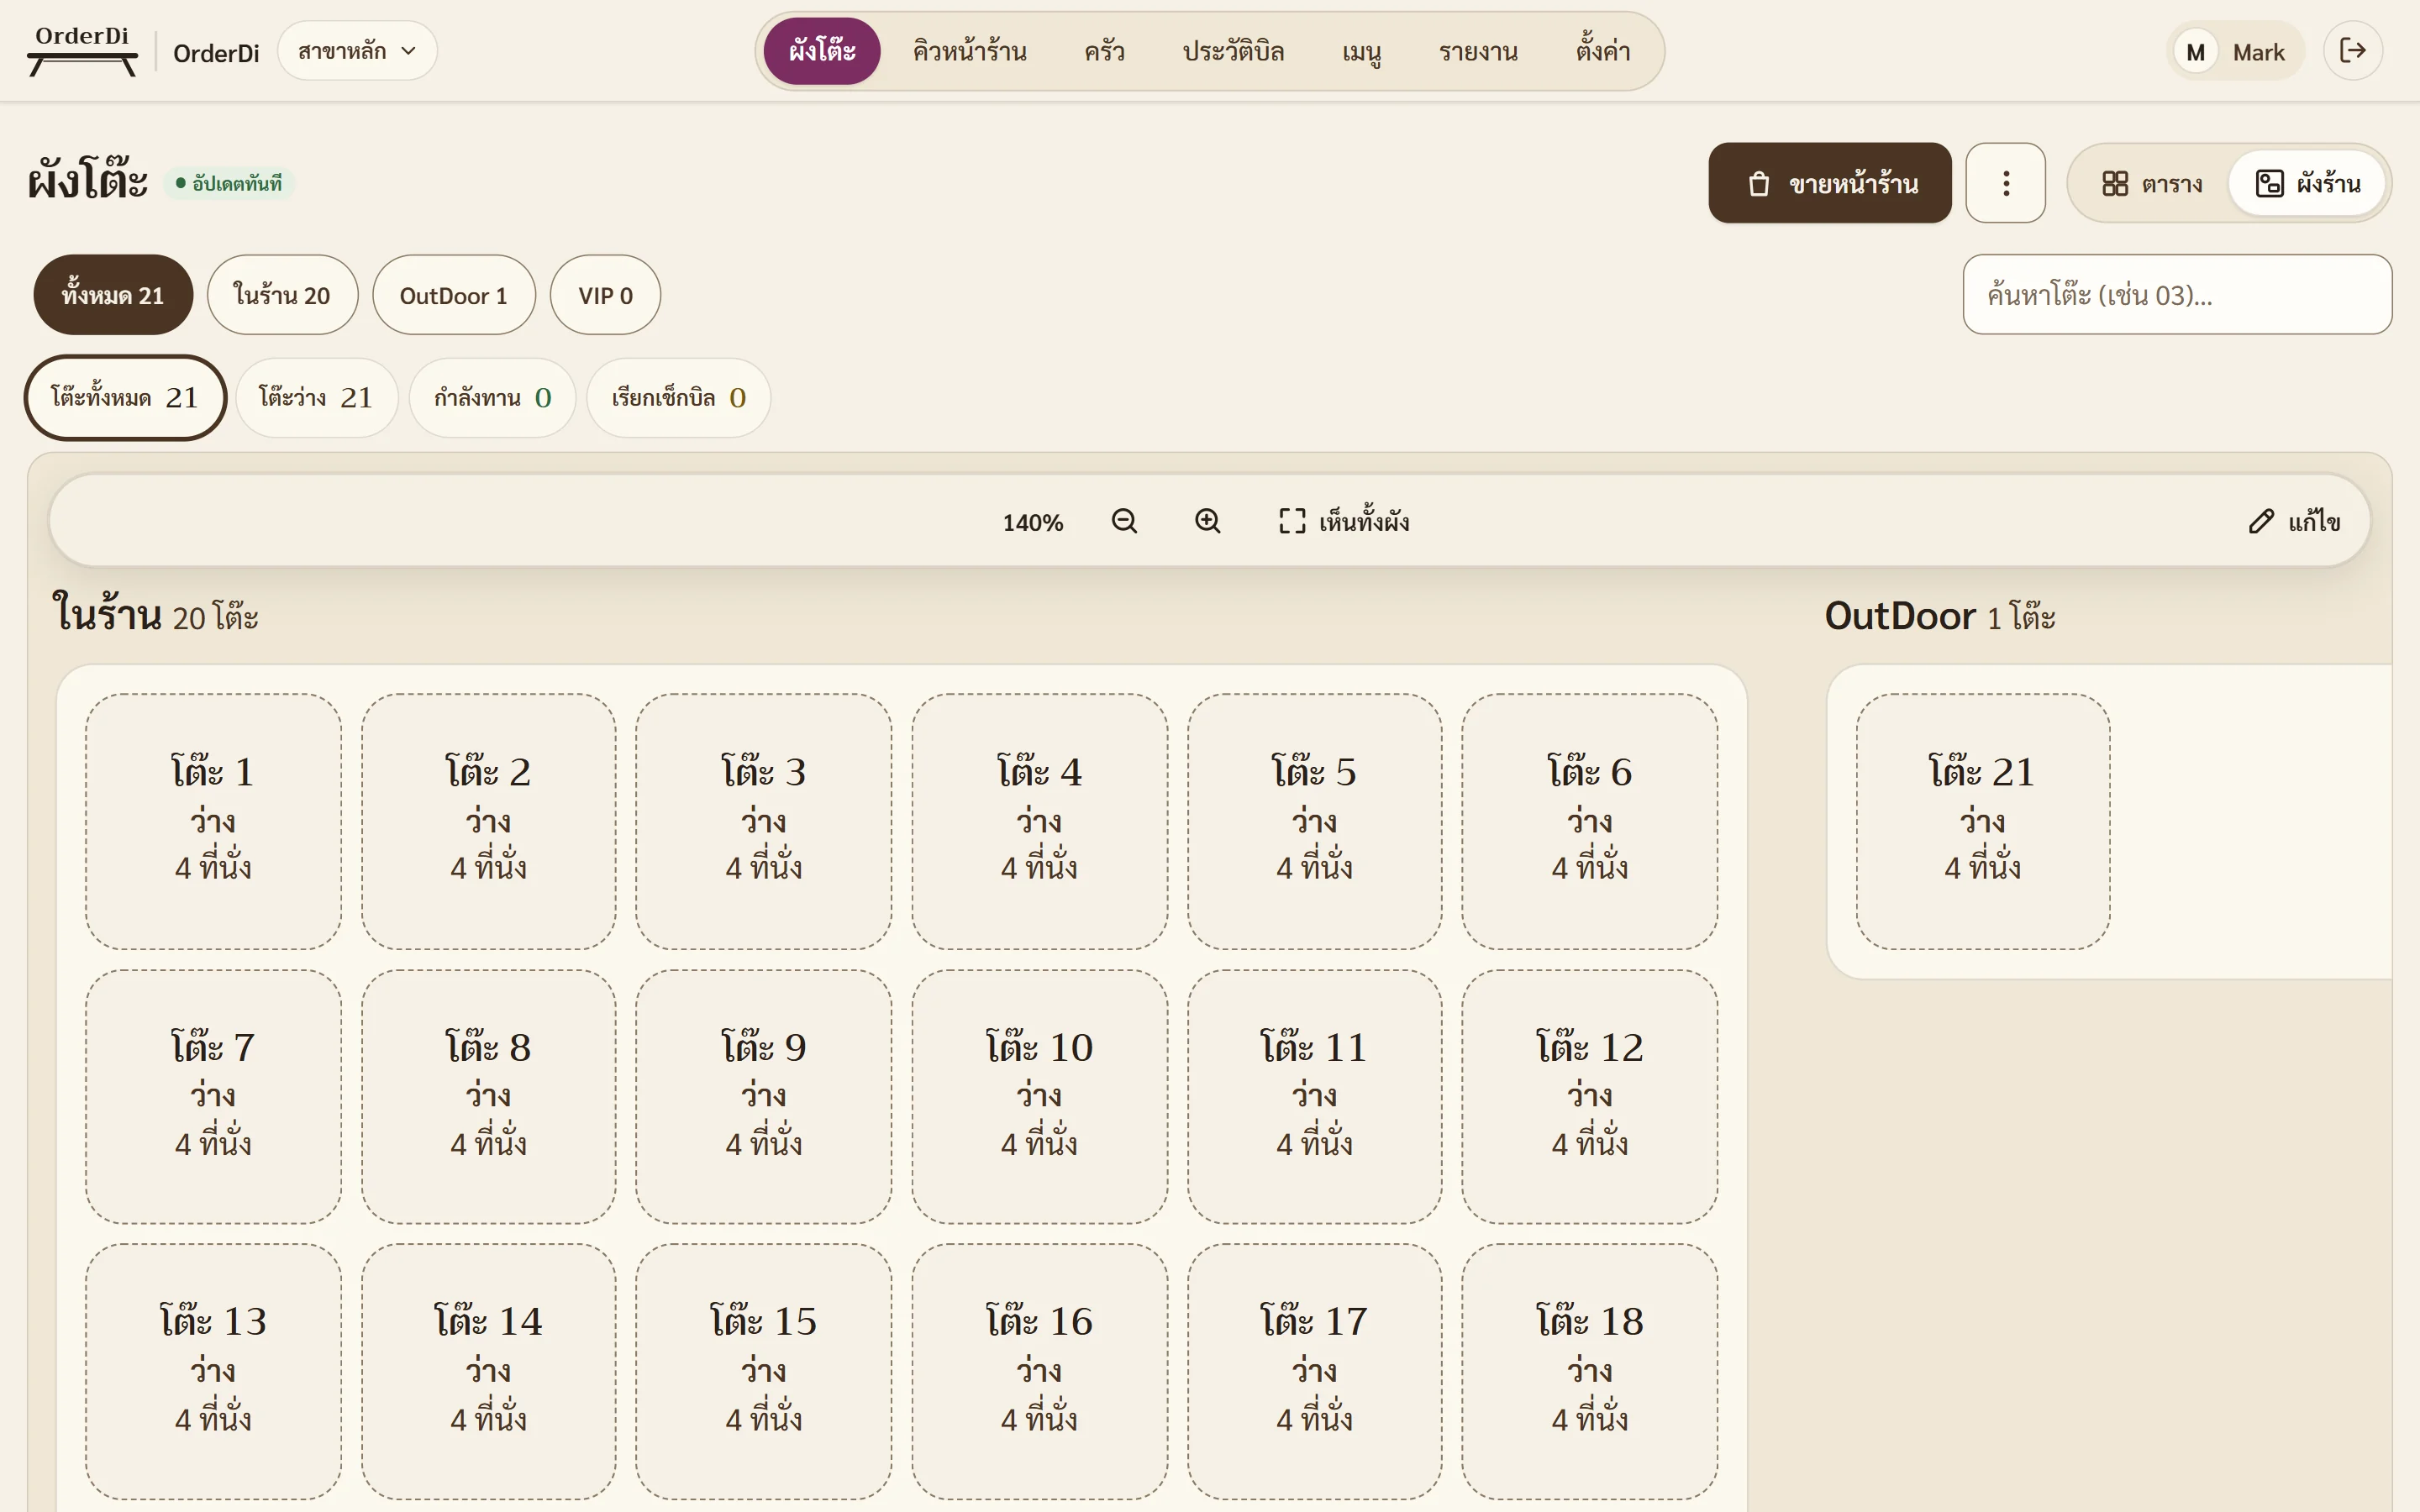 OrderDi
OrderDi
สาขาหลัก
ผังโต๊ะ
คิวหน้าร้าน
ครัว
ประวัติบิล
เมนู
รายงาน
ตั้งค่า
M
Mark
ผังโต๊ะ
อัปเดตทันที
ขายหน้าร้าน
ตาราง
ผังร้าน
ทั้งหมด 21
ในร้าน 20
OutDoor 1
VIP 0
ค้นหาโต๊ะ (เช่น 03)...
โต๊ะทั้งหมด 21
โต๊ะว่าง 21
กำลังทาน 0
เรียกเช็กบิล 0
140%
เห็นทั้งผัง
แก้ไข
ในร้าน 20 โต๊ะ
OutDoor 1 โต๊ะ
โต๊ะ 1
ว่าง
4 ที่นั่ง
โต๊ะ 2
ว่าง
4 ที่นั่ง
โต๊ะ 3
ว่าง
4 ที่นั่ง
โต๊ะ 4
ว่าง
4 ที่นั่ง
โต๊ะ 5
ว่าง
4 ที่นั่ง
โต๊ะ 6
ว่าง
4 ที่นั่ง
โต๊ะ 21
ว่าง
4 ที่นั่ง
โต๊ะ 7
ว่าง
4 ที่นั่ง
โต๊ะ 8
ว่าง
4 ที่นั่ง
โต๊ะ 9
ว่าง
4 ที่นั่ง
โต๊ะ 10
ว่าง
4 ที่นั่ง
โต๊ะ 11
ว่าง
4 ที่นั่ง
โต๊ะ 12
ว่าง
4 ที่นั่ง
โต๊ะ 13
ว่าง
4 ที่นั่ง
โต๊ะ 14
ว่าง
4 ที่นั่ง
โต๊ะ 15
ว่าง
4 ที่นั่ง
โต๊ะ 16
ว่าง
4 ที่นั่ง
โต๊ะ 17
ว่าง
4 ที่นั่ง
โต๊ะ 18
ว่าง
4 ที่นั่ง